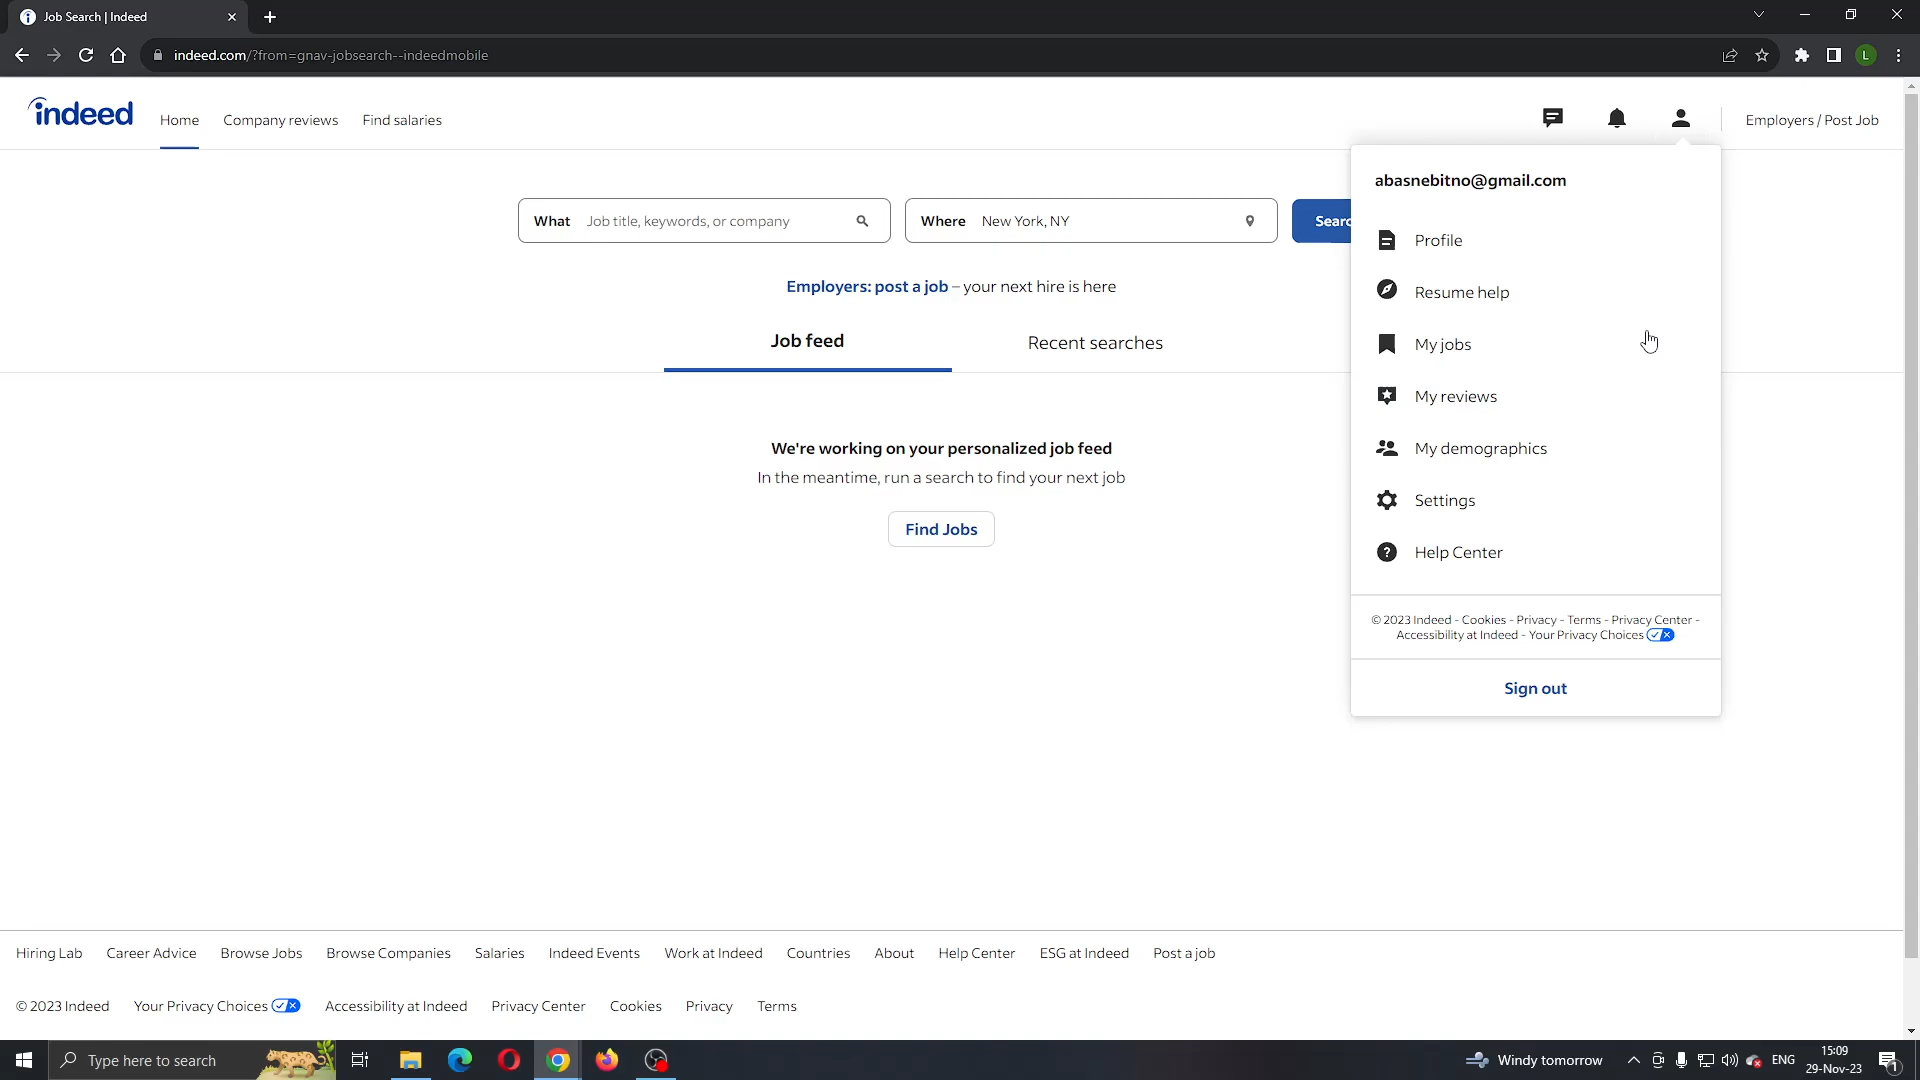 Job Search | Indeed
indeed.com/?from=gnav-jobsearch--indeedmobile
L
indeed
Home
Company reviews
Find salaries
Employers / Post Job
What Job title, keywords, or company
Where New York, NY
Searc
Employers: post a job – your next hire is here
Job feed
Recent searches
We're working on your personalized job feed
In the meantime, run a search to find your next job
Find Jobs
abasnebitno@gmail.com
Profile
Resume help
My jobs
My reviews
My demographics
Settings
Help Center
© 2023 Indeed - Cookies - Privacy - Terms - Privacy Center -
Accessibility at Indeed - Your Privacy Choices
Sign out
Hiring Lab Career Advice Browse Jobs Browse Companies Salaries Indeed Events Work at Indeed Countries About Help Center ESG at Indeed Post a job
© 2023 Indeed Your Privacy Choices Accessibility at Indeed Privacy Center Cookies Privacy Terms
Type here to search
Windy tomorrow
ENG
15:09
29-Nov-23
1